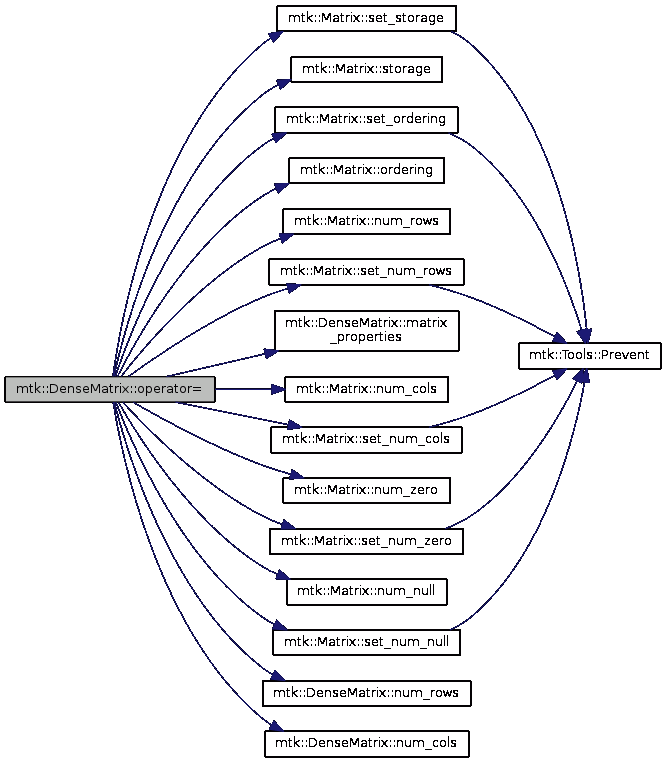 mtk::Matrix::set_storage
mtk::Matrix::storage
mtk::Matrix::set_ordering
mtk::Matrix::ordering
mtk::Matrix::num_rows
mtk::Matrix::set_num_rows
mtk::DenseMatrix::matrix
_properties
mtk::Tools::Prevent
mtk::DenseMatrix::operator=
mtk::Matrix::num_cols
mtk::Matrix::set_num_cols
mtk::Matrix::num_zero
mtk::Matrix::set_num_zero
mtk::Matrix::num_null
mtk::Matrix::set_num_null
mtk::DenseMatrix::num_rows
mtk::DenseMatrix::num_cols